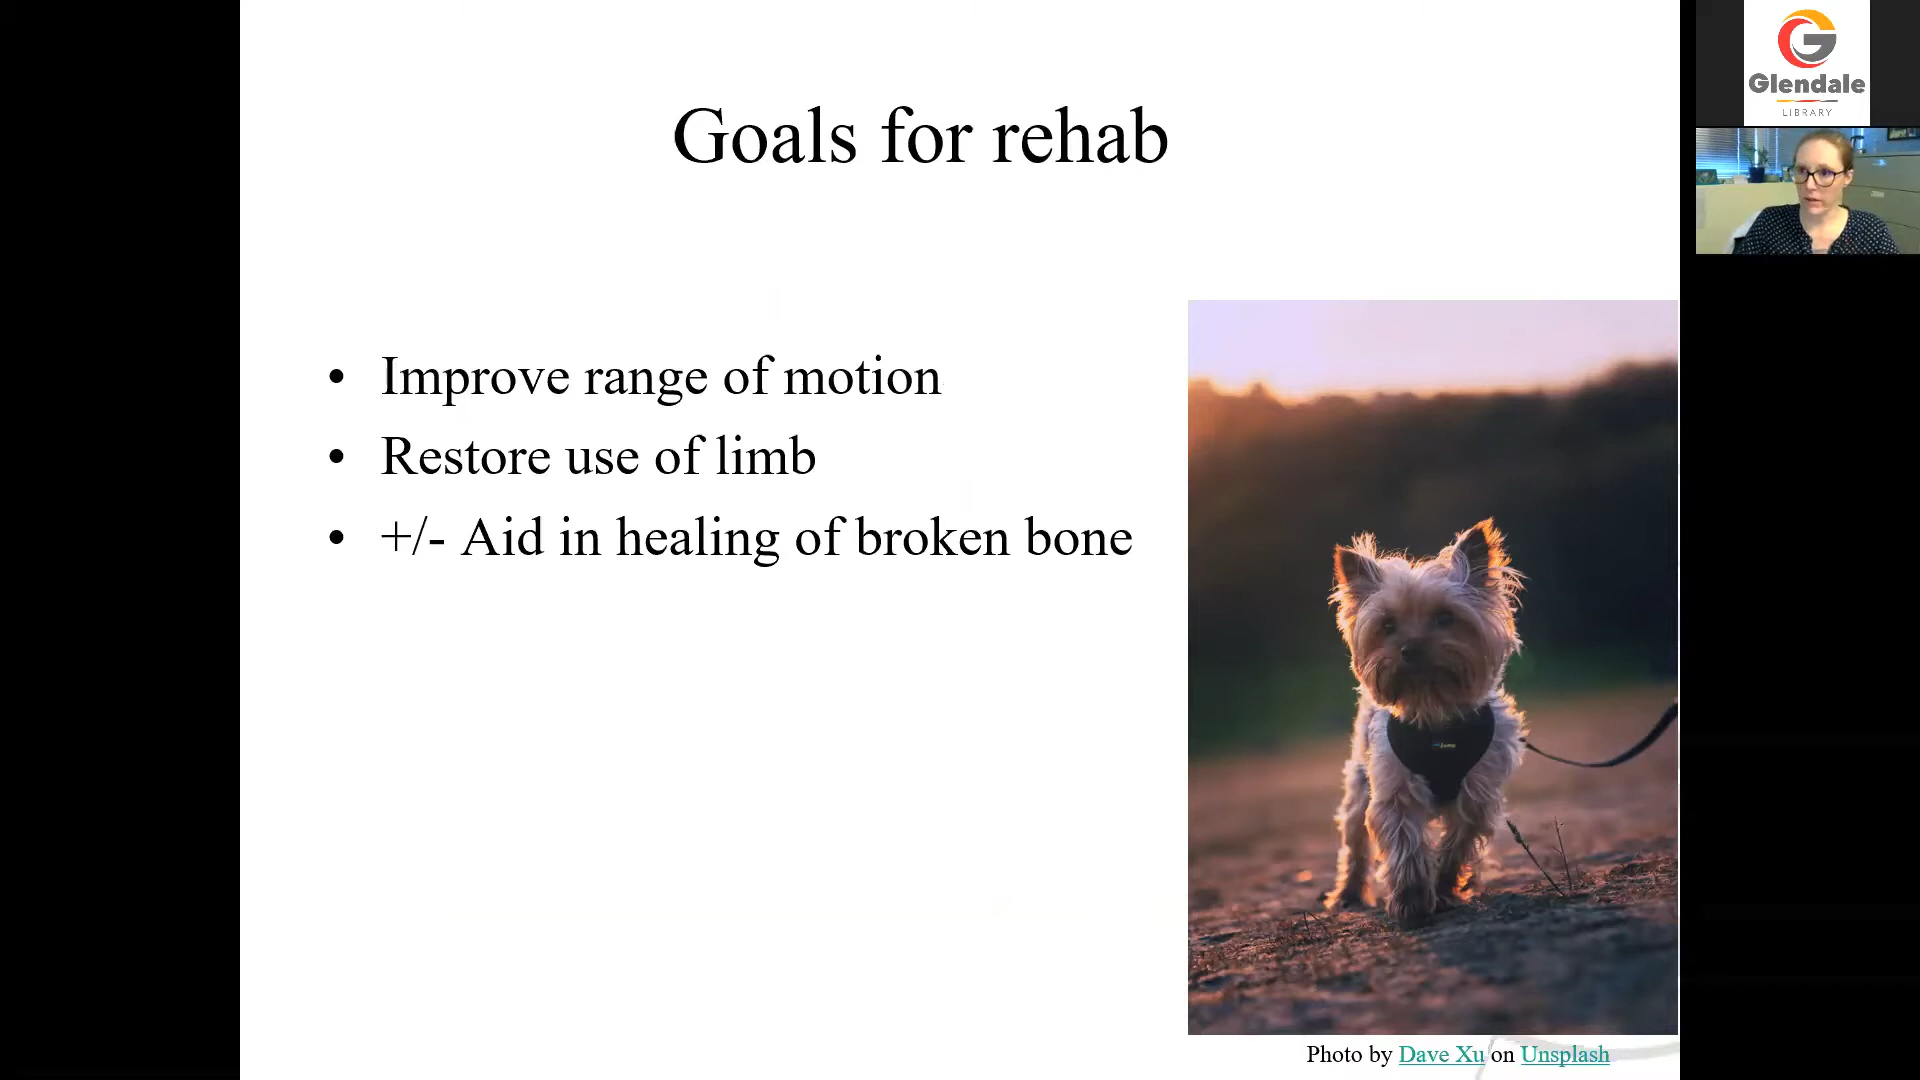 Goals for rehab
• Improve range of motion
• Restore use of limb
• +/- Aid in healing of broken bone
Photo by Dave Xu on Unsplash
Glendale
LIBRARY